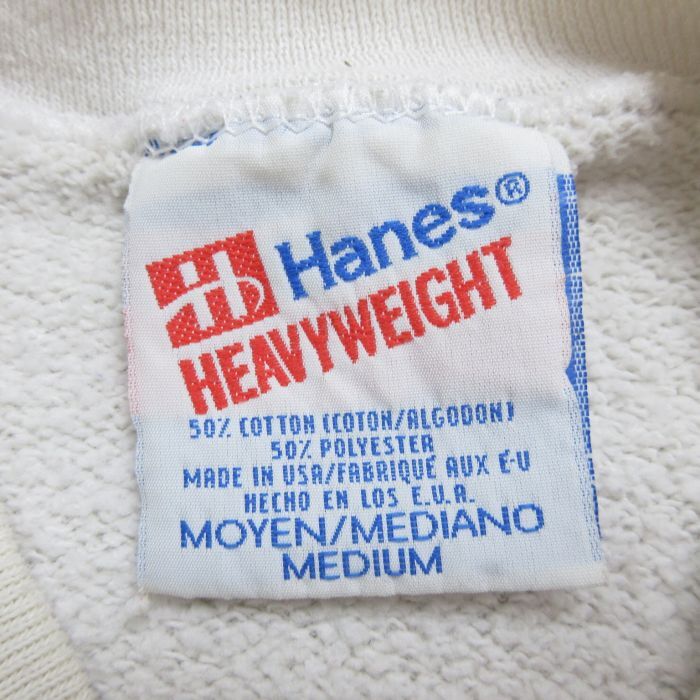 Hanes®
HEAVYWEIGHT
50% COTTON (COTON/ALGODON)
50% POLYESTER
MADE IN USA/FABRIQUÉ AUX É-U
HECHO EN LOS E.U.A.
MOYEN/MEDIANO
MEDIUM